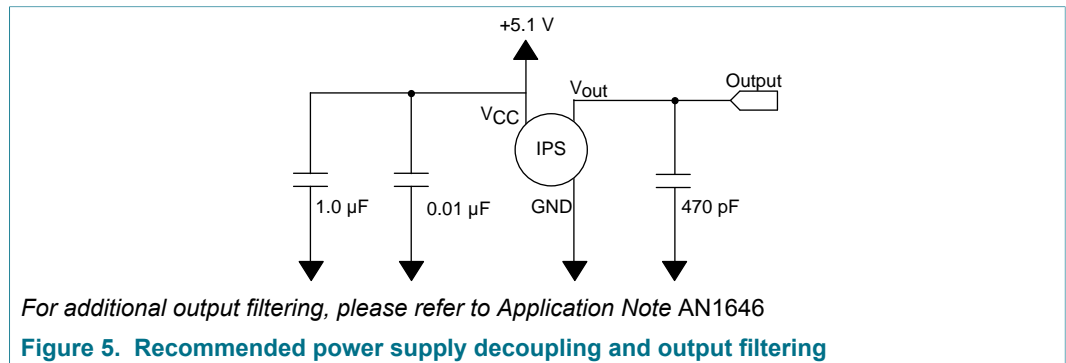 +5.1 V
Output
Vout
VCC
IPS
1.0 µF
0.01 µF
GND
470 pF
For additional output filtering, please refer to Application Note AN1646
Figure 5. Recommended power supply decoupling and output filtering